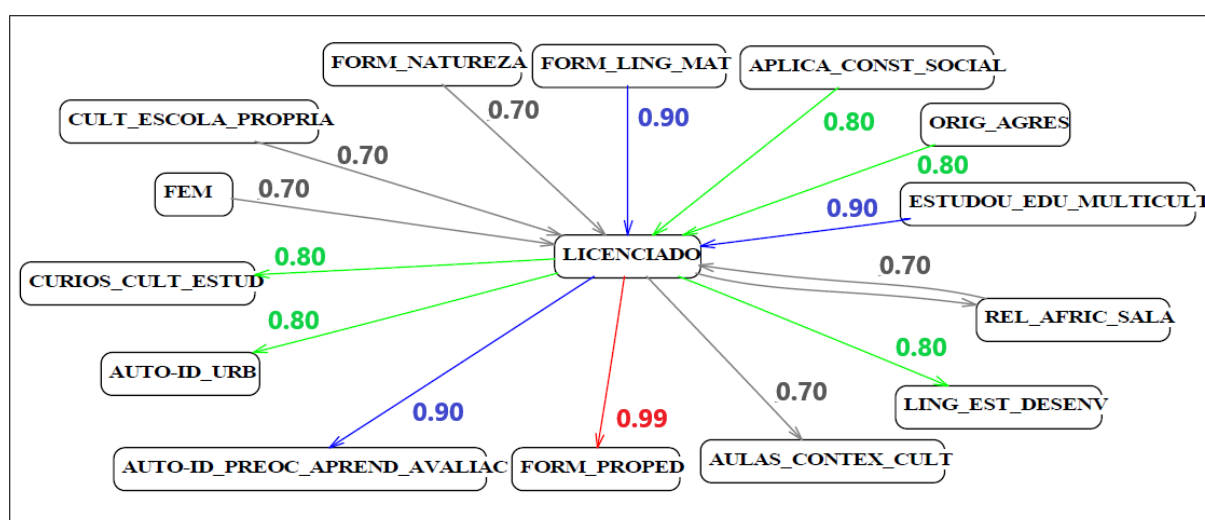 FORM_NATUREZA
FORM_LING_MAT
APLICA_CONST_SOCIAL
0.70
0.90
0.80
CULT_ESCOLA_PROPRIA
ORIG_AGRES
0.70
0.80
FEM
0.70
ESTUDOU_EDU_MULTICULT
0.90
LICENCIADO
CURIOS_CULT_ESTUD
0.80
0.70
REL_AFRIC_SALA
0.80
0.80
AUTO-ID_URB
LING_EST_DESENV
0.90
0.99
0.70
AUTO-ID_PREOC_APREND_AVALIAC
FORM_PROPED
AULAS_CONTEX_CULT